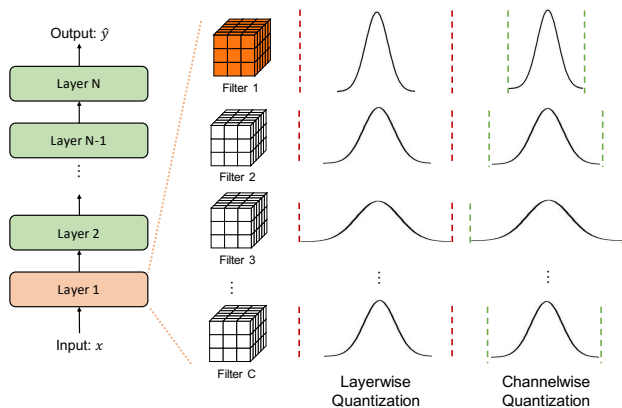 Output: ŷ
Layer N
Layer N-1
⋮
Layer 2
Layer 1
Input: x
Filter 1
Filter 2
Filter 3
⋮
Filter C
⋮
⋮
Layerwise
Quantization
Channelwise
Quantization